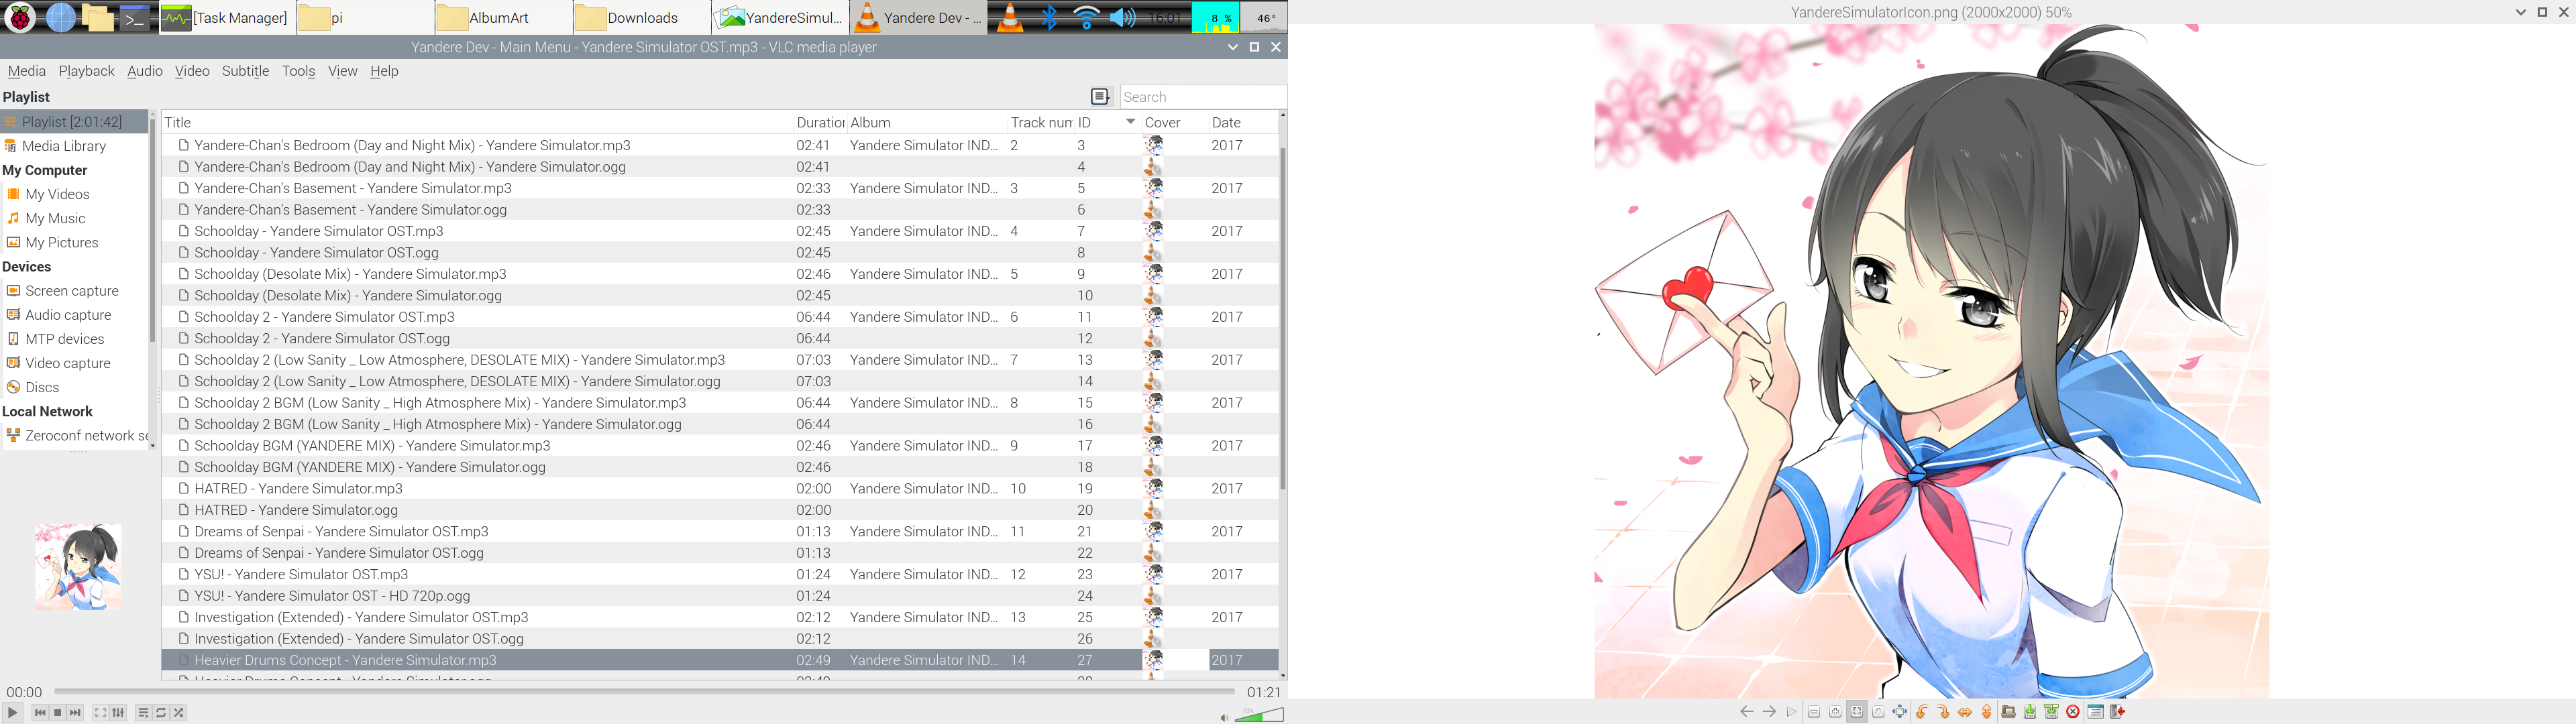 [Task Manager] pi AlbumArt Downloads YandereSimul... Yandere Dev - ... 16:01 8 % 46°
Yandere Dev - Main Menu - Yandere Simulator OST.mp3 - VLC media player
Media Playback Audio Video Subtitle Tools View Help
Playlist
Search
Playlist [2:01:42]
Media Library
My Computer
My Videos
My Music
My Pictures
Devices
Screen capture
Audio capture
MTP devices
Video capture
Discs
Local Network
Zeroconf network se
Title Duration Album Track num ID Cover Date
Yandere-Chan's Bedroom (Day and Night Mix) - Yandere Simulator.mp3 02:41 Yandere Simulator IND... 2 3 2017
Yandere-Chan's Bedroom (Day and Night Mix) - Yandere Simulator.ogg 02:41 4
Yandere-Chan's Basement - Yandere Simulator.mp3 02:33 Yandere Simulator IND... 3 5 2017
Yandere-Chan's Basement - Yandere Simulator.ogg 02:33 6
Schoolday - Yandere Simulator OST.mp3 02:45 Yandere Simulator IND... 4 7 2017
Schoolday - Yandere Simulator OST.ogg 02:45 8
Schoolday (Desolate Mix) - Yandere Simulator.mp3 02:46 Yandere Simulator IND... 5 9 2017
Schoolday (Desolate Mix) - Yandere Simulator.ogg 02:45 10
Schoolday 2 - Yandere Simulator OST.mp3 06:44 Yandere Simulator IND... 6 11 2017
Schoolday 2 - Yandere Simulator OST.ogg 06:44 12
Schoolday 2 (Low Sanity _ Low Atmosphere, DESOLATE MIX) - Yandere Simulator.mp3 07:03 Yandere Simulator IND... 7 13 2017
Schoolday 2 (Low Sanity _ Low Atmosphere, DESOLATE MIX) - Yandere Simulator.ogg 07:03 14
Schoolday 2 BGM (Low Sanity _ High Atmosphere Mix) - Yandere Simulator.mp3 06:44 Yandere Simulator IND... 8 15 2017
Schoolday 2 BGM (Low Sanity _ High Atmosphere Mix) - Yandere Simulator.ogg 06:44 16
Schoolday BGM (YANDERE MIX) - Yandere Simulator.mp3 02:46 Yandere Simulator IND... 9 17 2017
Schoolday BGM (YANDERE MIX) - Yandere Simulator.ogg 02:46 18
HATRED - Yandere Simulator.mp3 02:00 Yandere Simulator IND... 10 19 2017
HATRED - Yandere Simulator.ogg 02:00 20
Dreams of Senpai - Yandere Simulator OST.mp3 01:13 Yandere Simulator IND... 11 21 2017
Dreams of Senpai - Yandere Simulator OST.ogg 01:13 22
YSU! - Yandere Simulator OST.mp3 01:24 Yandere Simulator IND... 12 23 2017
YSU! - Yandere Simulator OST - HD 720p.ogg 01:24 24
Investigation (Extended) - Yandere Simulator OST.mp3 02:12 Yandere Simulator IND... 13 25 2017
Investigation (Extended) - Yandere Simulator OST.ogg 02:12 26
Heavier Drums Concept - Yandere Simulator.mp3 02:49 Yandere Simulator IND... 14 27 2017
00:00 01:21
70%
YandereSimulatorIcon.png (2000x2000) 50%